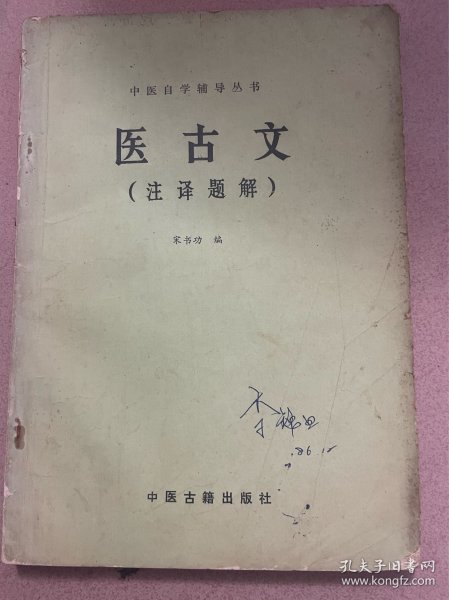 中医自学辅导丛书
医古文
(注译题解)
宋书功 编
李
中医古籍出版社
孔夫子旧书网
www.kongfz.com